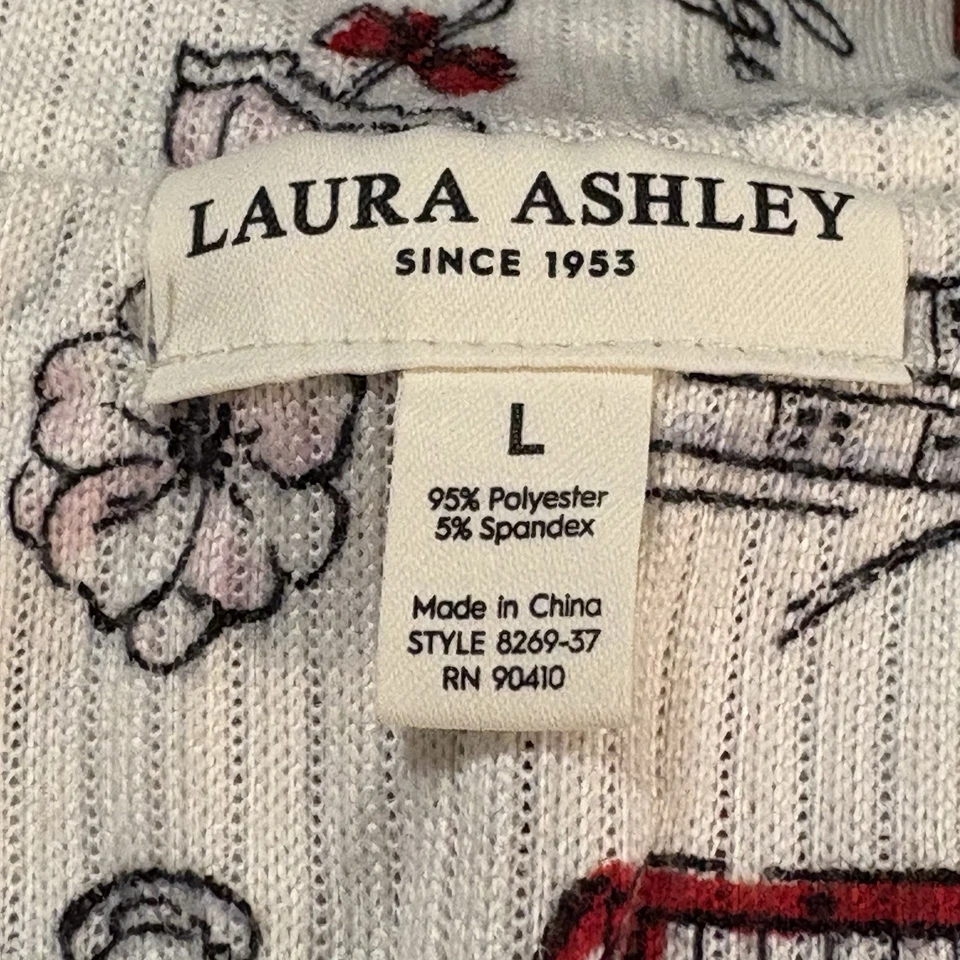 LAURA ASHLEY
SINCE 1953
L
95% Polyester
5% Spandex
Made in China
STYLE 8269-37
RN 90410